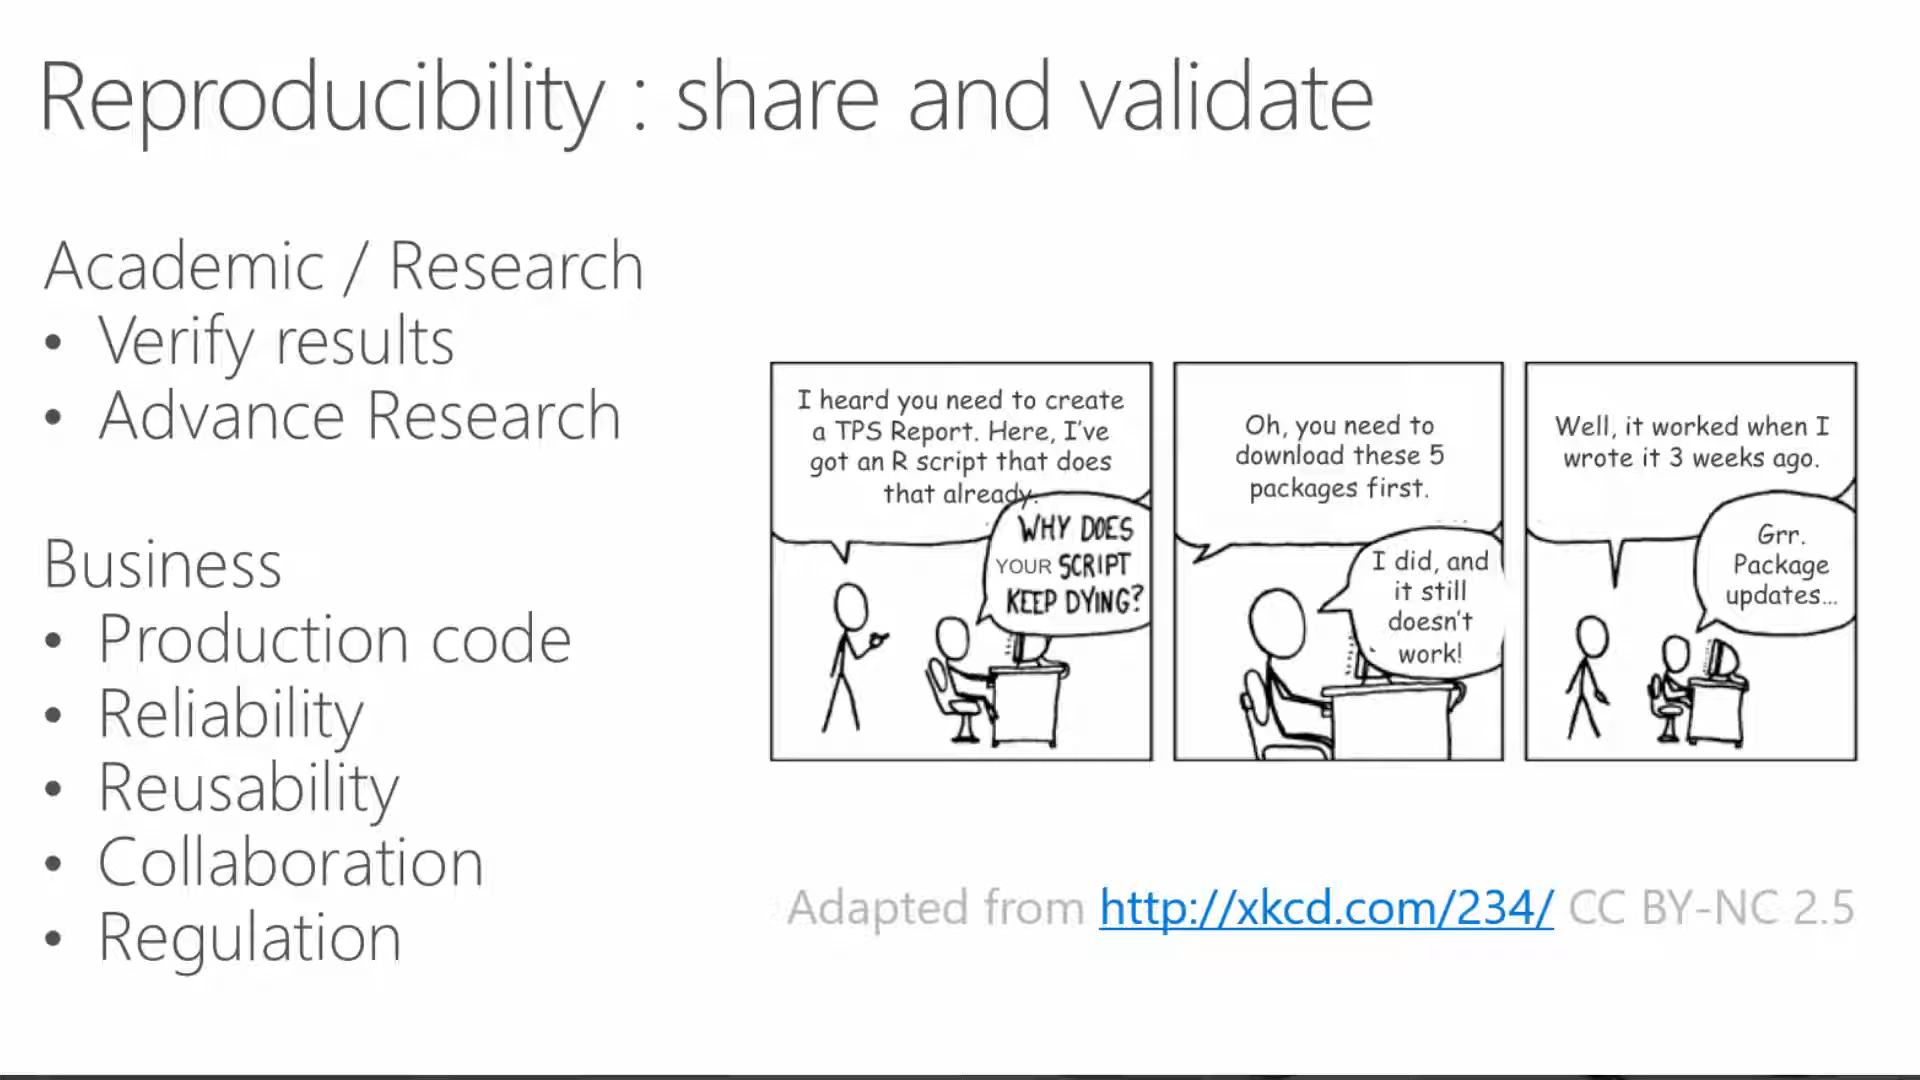 Reproducibility : share and validate
Academic / Research
• Verify results
• Advance Research
Business
• Production code
• Reliability
• Reusability
• Collaboration
• Regulation
I heard you need to create
a TPS Report. Here, I've
got an R script that does
that already.
WHY DOES
YOUR SCRIPT
KEEP DYING?
Oh, you need to
download these 5
packages first.
I did, and
it still
doesn't
work!
Well, it worked when I
wrote it 3 weeks ago.
Grr.
Package
updates...
Adapted from http://xkcd.com/234/ CC BY-NC 2.5